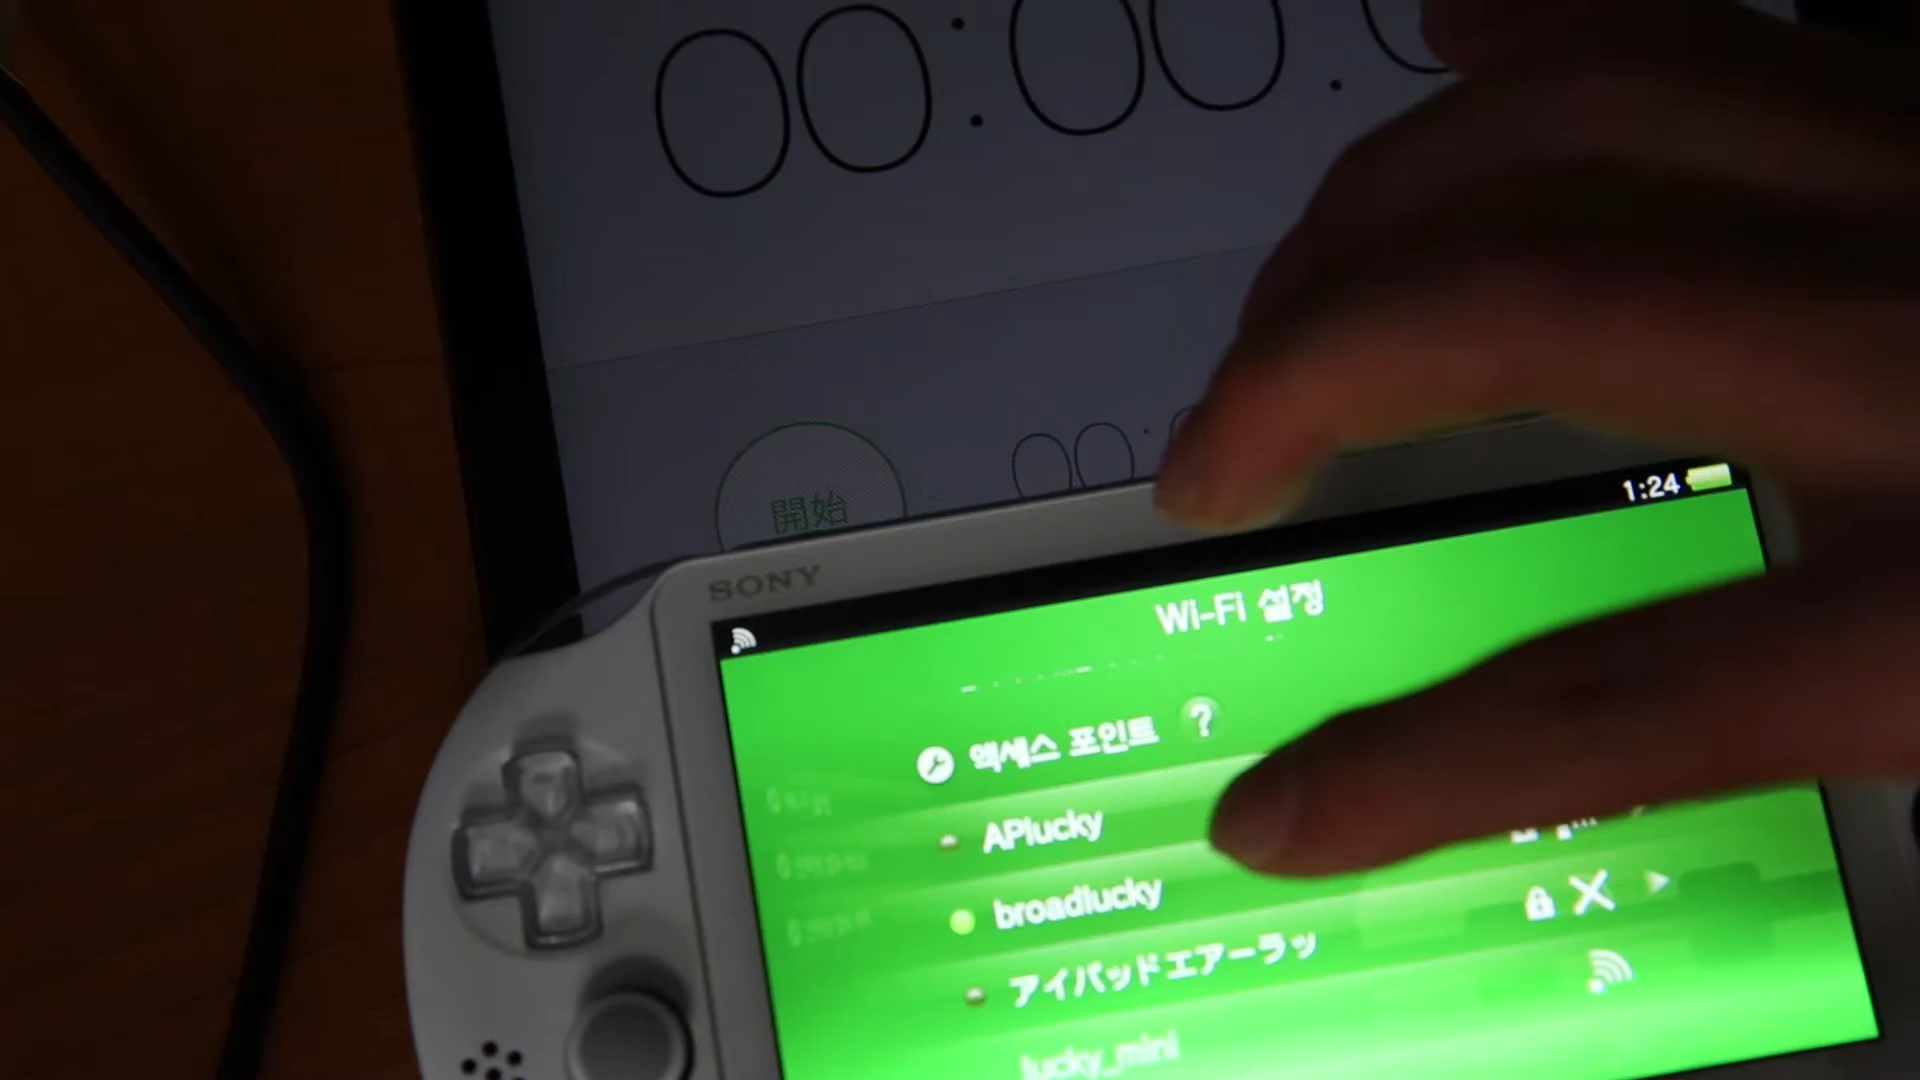 00:00.
開始
00.
SONY
1:24
Wi-Fi 설정
액세스 포인트 ?
APlucky
broadlucky
アイパッドエアーラッ
lucky_mini